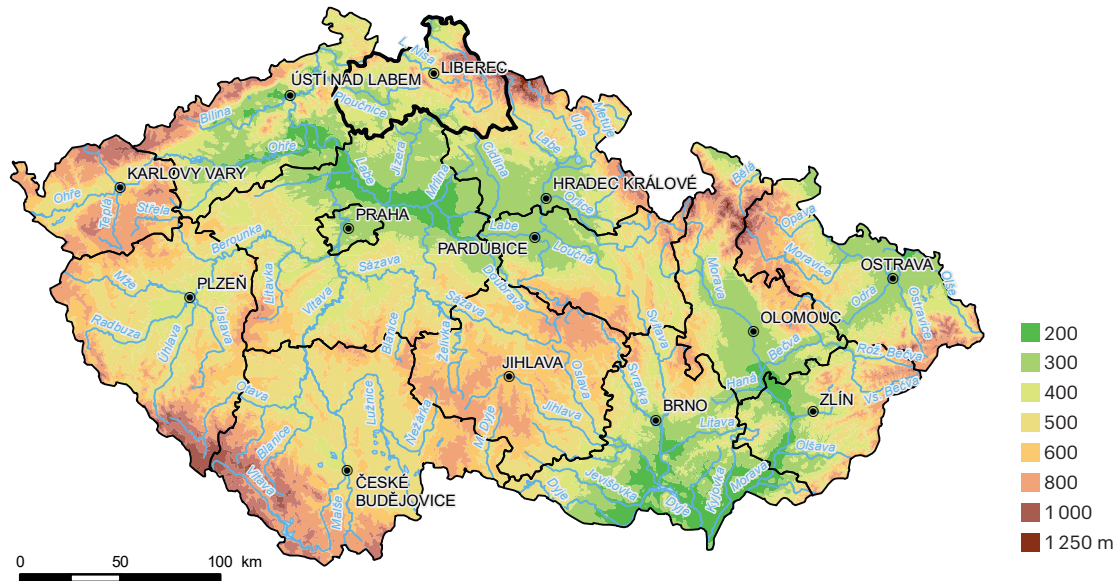 L. Nisa
LIBEREC
ÚSTÍ NAD LABEM
Ploučnice
Bílina
Metuje
Úpa
Labe
Ohře
Jizera
Cidlina
Mrlina
Labe
KARLOVY VARY
Ohře
Teplá
Střela
HRADEC KRÁLOVÉ
Orlice
Bělá
Opava
PRAHA
Labe
PARDUBICE
Loučná
Berounka
Sázava
Doubrava
Morava
Moravice
OSTRAVA
Olše
Mže
PLZEŇ
Litavka
Vltava
Sázava
Odra
Ostravice
Radbuza
Úhlava
Úslava
Blanice
Želivka
Svitava
OLOMOUC
Bečva
Rož. Bečva
JIHLAVA
Oslava
Svratka
Haná
Vs. Bečva
Otava
Lužnice
Nežárka
M. Dyje
Jihlava
BRNO
Litava
ZLÍN
Blanice
Olšava
Vltava
ČESKÉ
BUDĚJOVICE
Malše
Dyje
Jevišovka
Dyje
Kyjovka
Morava
200
300
400
500
600
800
1 000
1 250 m
0 50 100 km